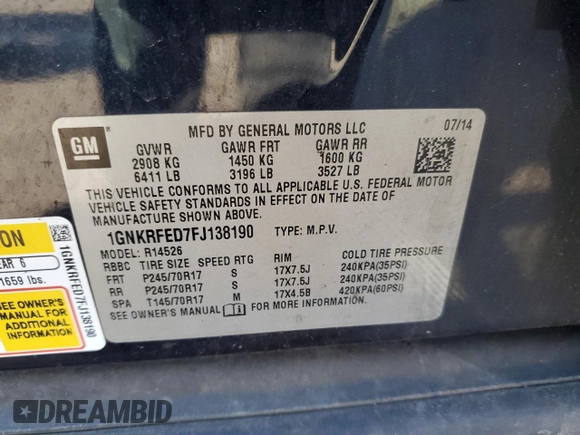 GM
MFD BY GENERAL MOTORS LLC 07/14
GVWR GAWR FRT GAWR RR
2908 KG 1450 KG 1600 KG
6411 LB 3196 LB 3527 LB
THIS VEHICLE CONFORMS TO ALL APPLICABLE U.S. FEDERAL MOTOR
VEHICLE SAFETY STANDARDS IN EFFECT ON THE DATE OF
MANUFACTURE SHOWN ABOVE.
1GNKRFED7FJ138190 TYPE: M.P.V.
MODEL: R14526
RBBC TIRE SIZE SPEED RTG RIM COLD TIRE PRESSURE
FRT P245/70R17 S 17X7.5J 240KPA(35PSI)
RR P245/70R17 S 17X7.5J 240KPA(35PSI)
SPA T145/70R17 M 17X4.5B 420KPA(60PSI)
SEE OWNER'S MANUAL FOR MORE INFORMATION.
ON
EAR 6
1659 lbs.
SEE OWNER'S
MANUAL FOR
ADDITIONAL
INFORMATION
1GNKRFED7FJ138190
DREAMBID